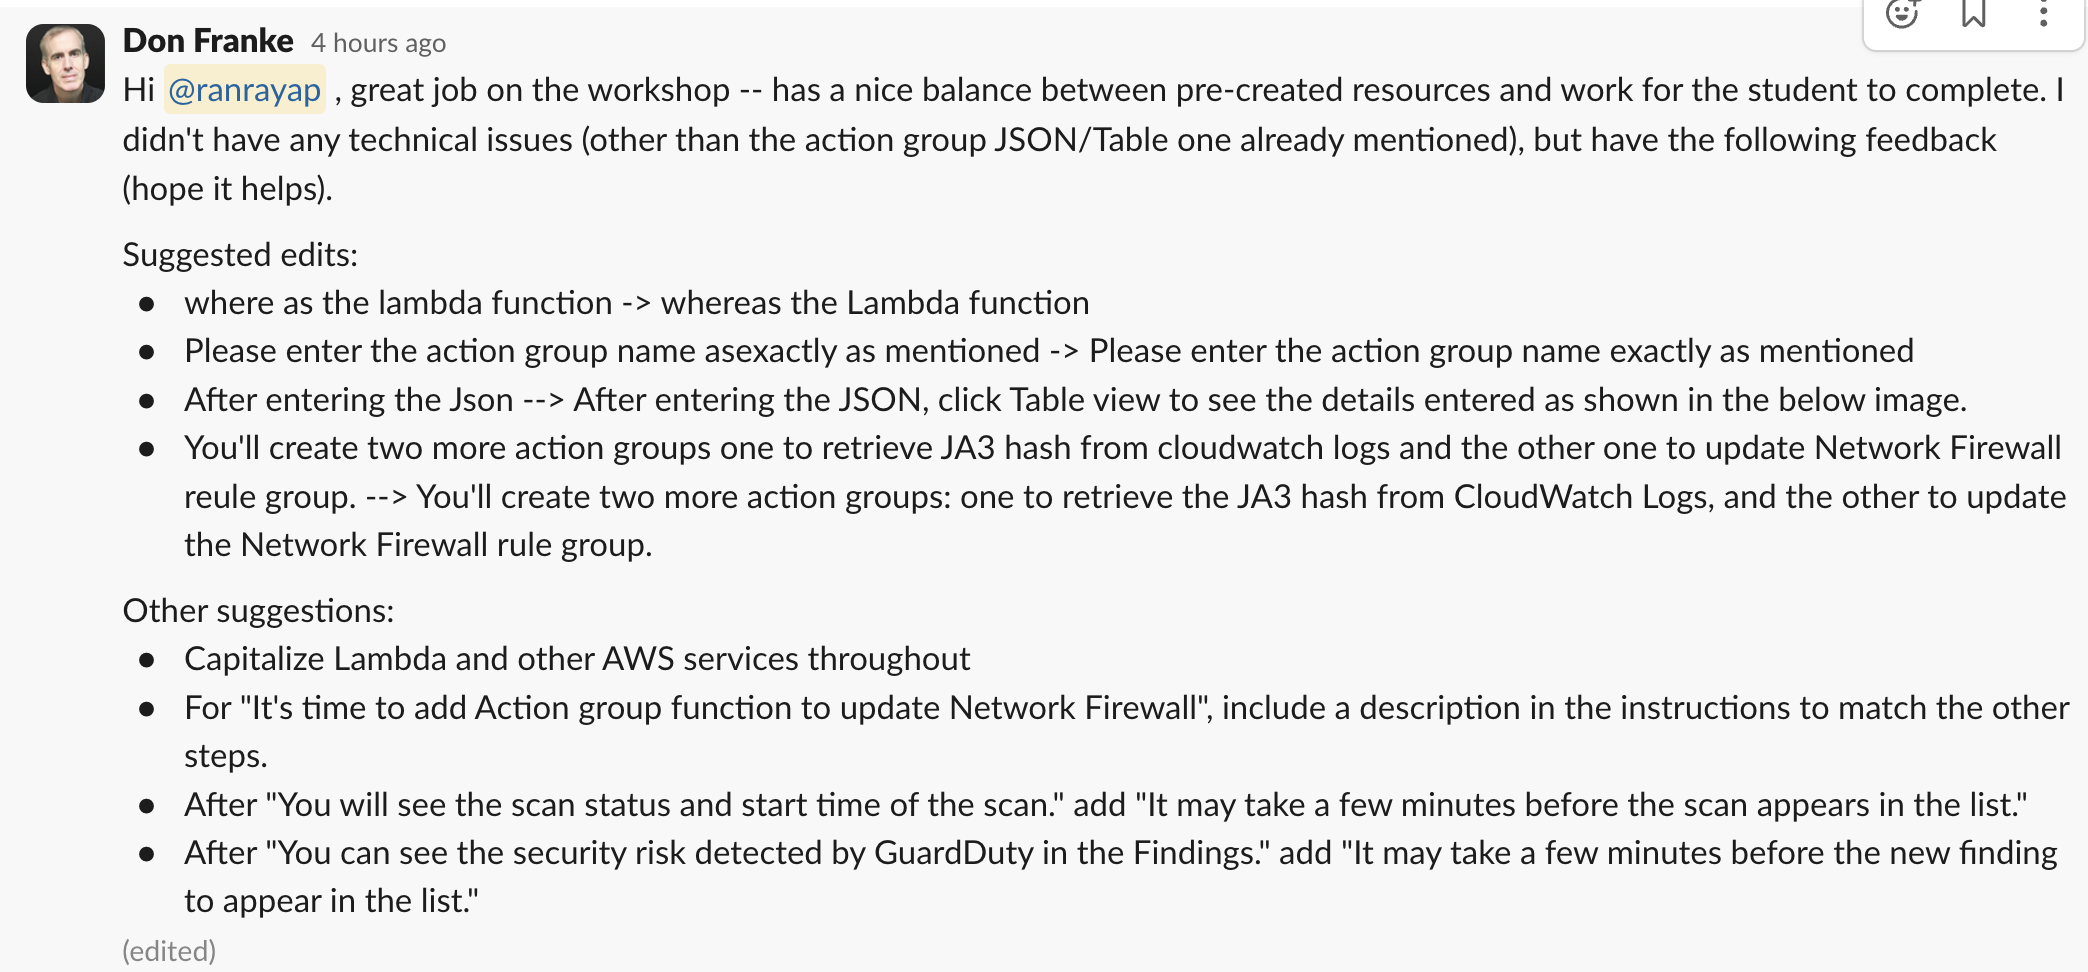 Don Franke 4 hours ago
Hi @ranrayap , great job on the workshop -- has a nice balance between pre-created resources and work for the student to complete. I
didn't have any technical issues (other than the action group JSON/Table one already mentioned), but have the following feedback
(hope it helps).
Suggested edits:
● where as the lambda function -> whereas the Lambda function
● Please enter the action group name asexactly as mentioned -> Please enter the action group name exactly as mentioned
● After entering the Json --> After entering the JSON, click Table view to see the details entered as shown in the below image.
● You'll create two more action groups one to retrieve JA3 hash from cloudwatch logs and the other one to update Network Firewall
reule group. --> You'll create two more action groups: one to retrieve the JA3 hash from CloudWatch Logs, and the other to update
the Network Firewall rule group.
Other suggestions:
● Capitalize Lambda and other AWS services throughout
● For "It's time to add Action group function to update Network Firewall", include a description in the instructions to match the other
steps.
● After "You will see the scan status and start time of the scan." add "It may take a few minutes before the scan appears in the list."
● After "You can see the security risk detected by GuardDuty in the Findings." add "It may take a few minutes before the new finding
to appear in the list."
(edited)